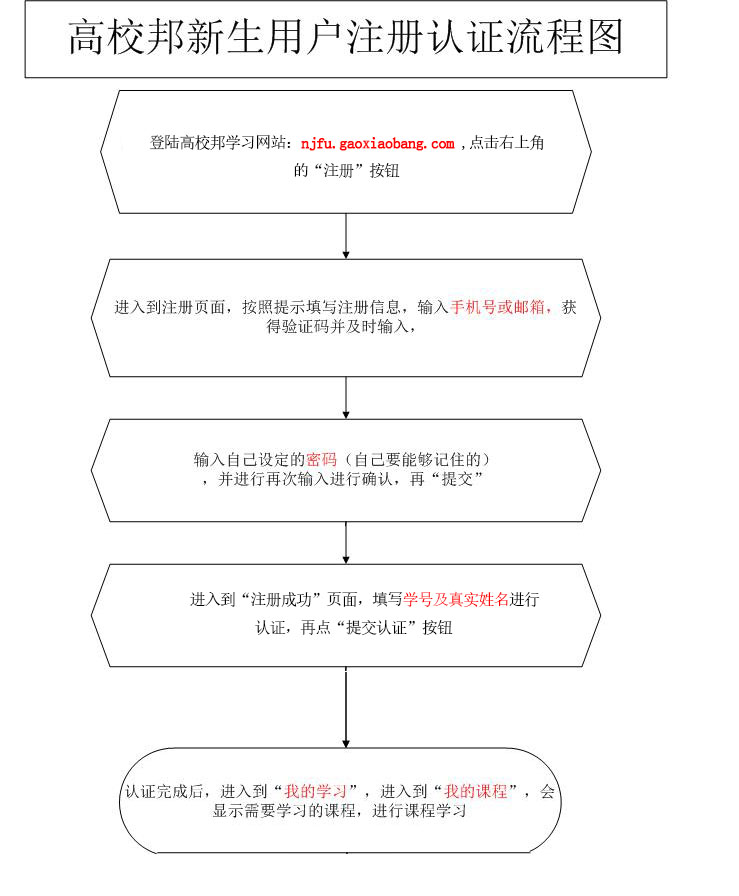 高校邦新生用户注册认证流程图
登陆高校邦学习网站：njfu.gaoxiaobang.com ,点击右上角
的“注册”按钮
进入到注册页面，按照提示填写注册信息，输入手机号或邮箱，获
得验证码并及时输入，
输入自己设定的密码（自己要能够记住的）
，并进行再次输入进行确认，再“提交”
进入到“注册成功”页面，填写学号及真实姓名进行
认证，再点“提交认证”按钮
认证完成后，进入到“我的学习”，进入到“我的课程”，会
显示需要学习的课程，进行课程学习